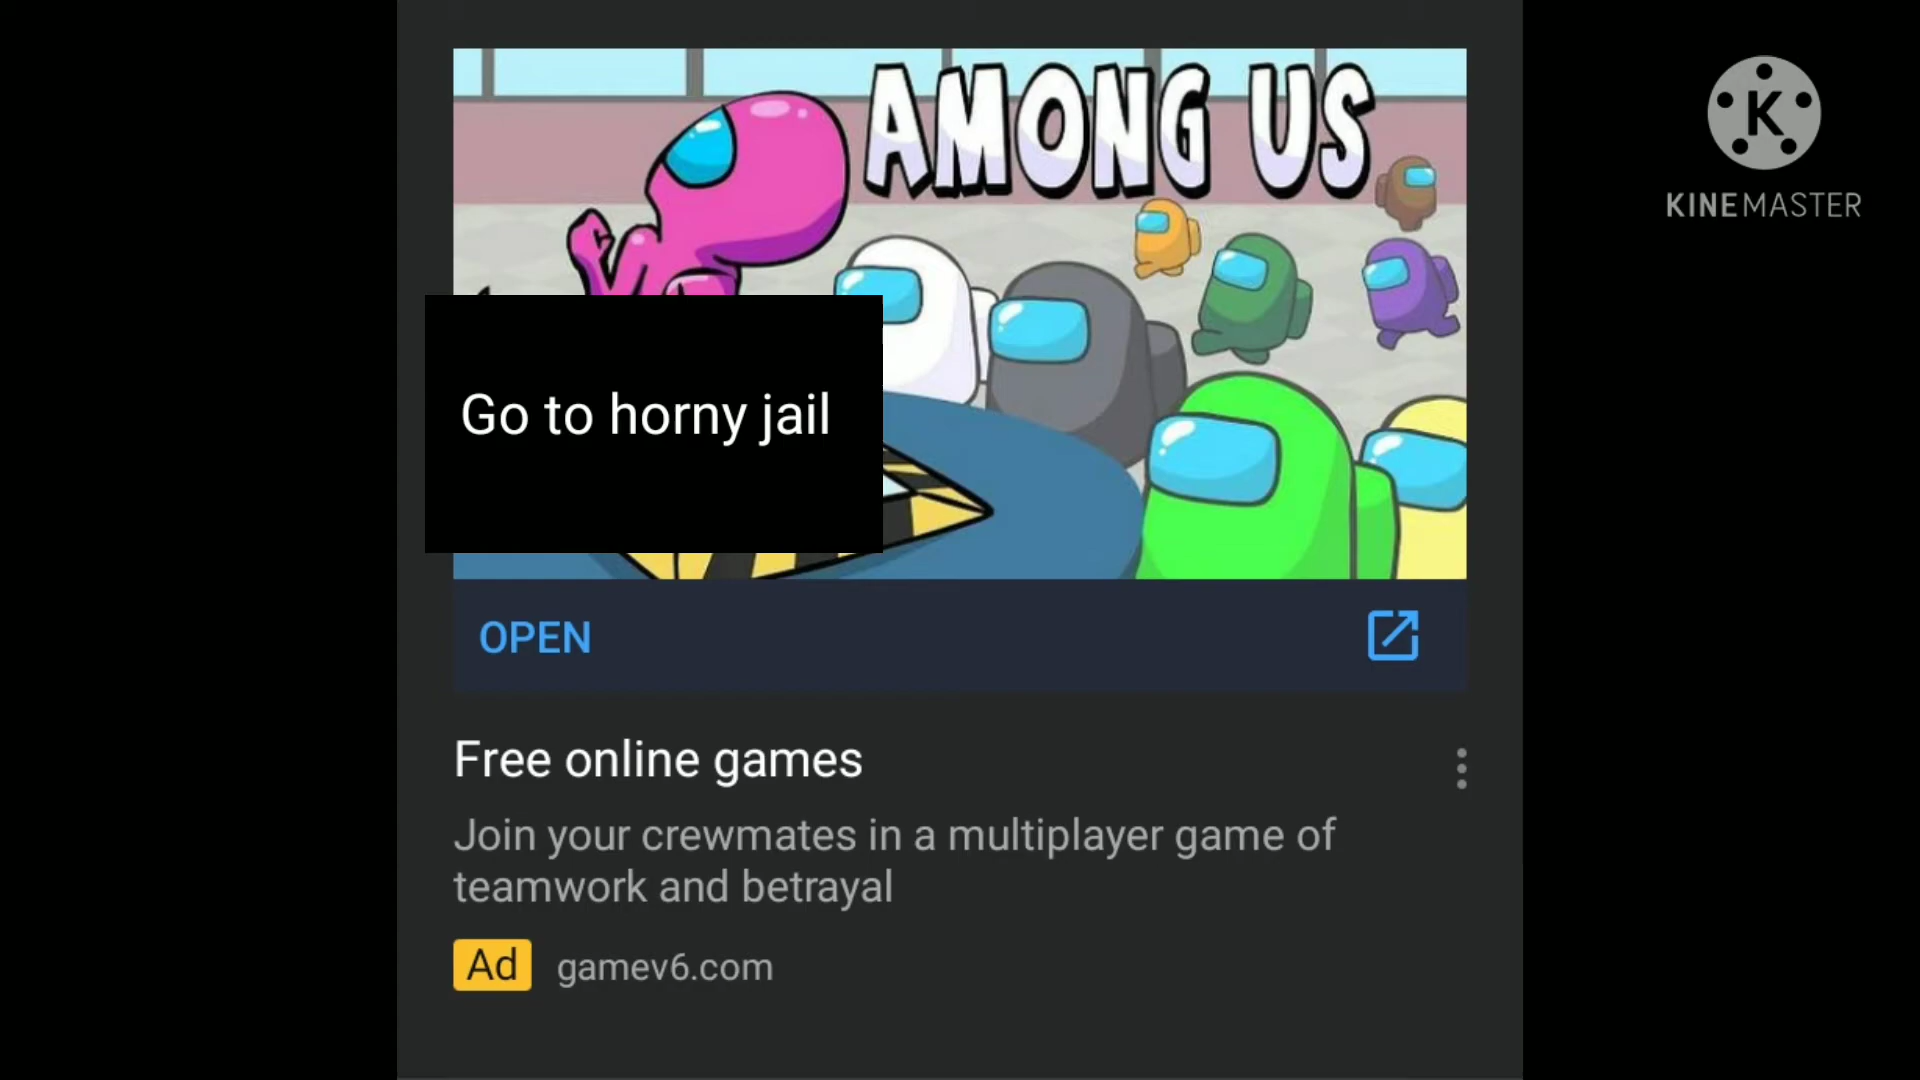 AMONG US
K
KINEMASTER
Go to horny jail
OPEN
Free online games
Join your crewmates in a multiplayer game of
teamwork and betrayal
Ad gamev6.com